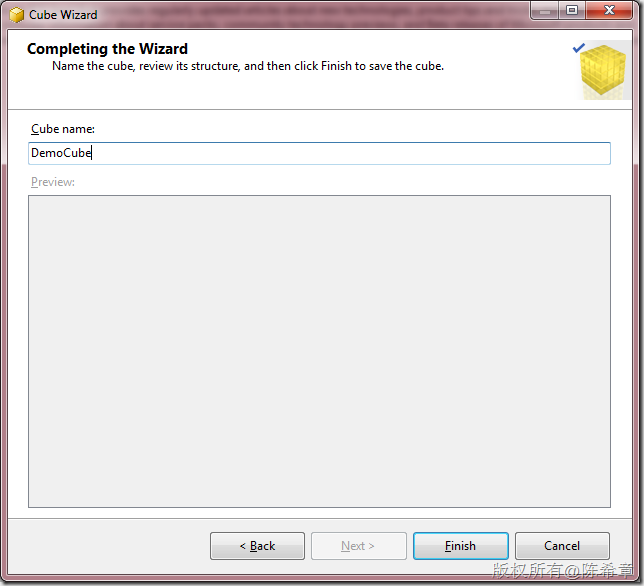 Cube Wizard
Completing the Wizard
Name the cube, review its structure, and then click Finish to save the cube.
Cube name:
DemoCube
Preview:
< Back
Next >
Finish
Cancel
版权所有@陈希章